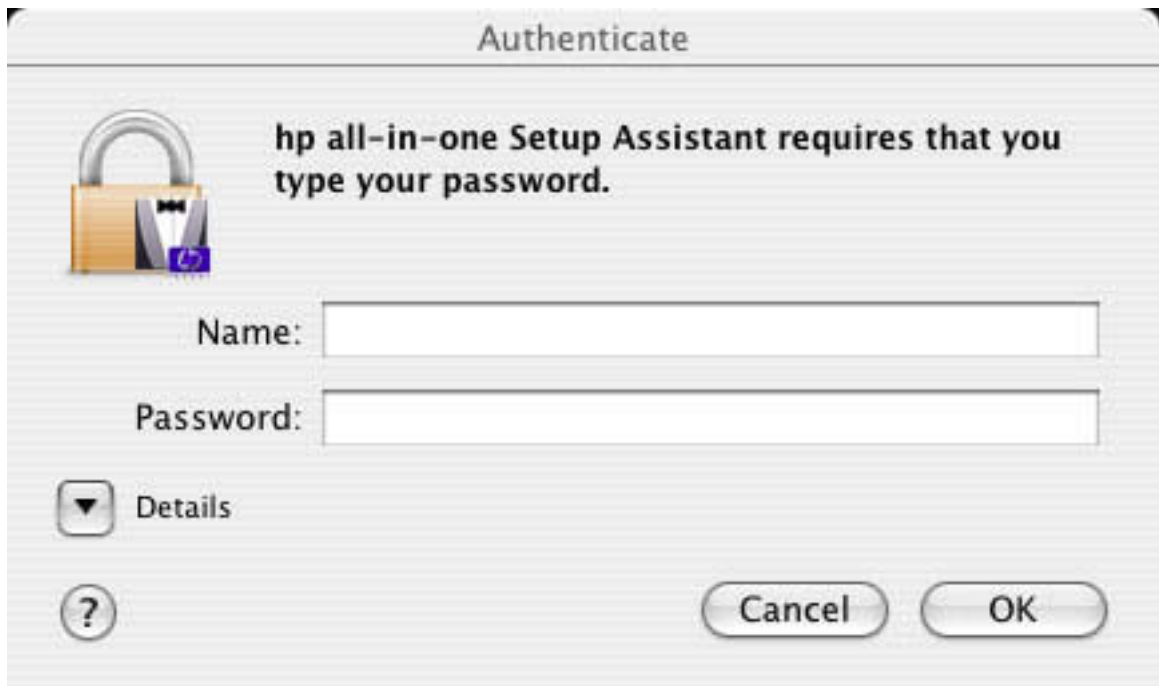 Authenticate
hp all-in-one Setup Assistant requires that you
type your password.
Name:
Password:
Details
?
Cancel
OK